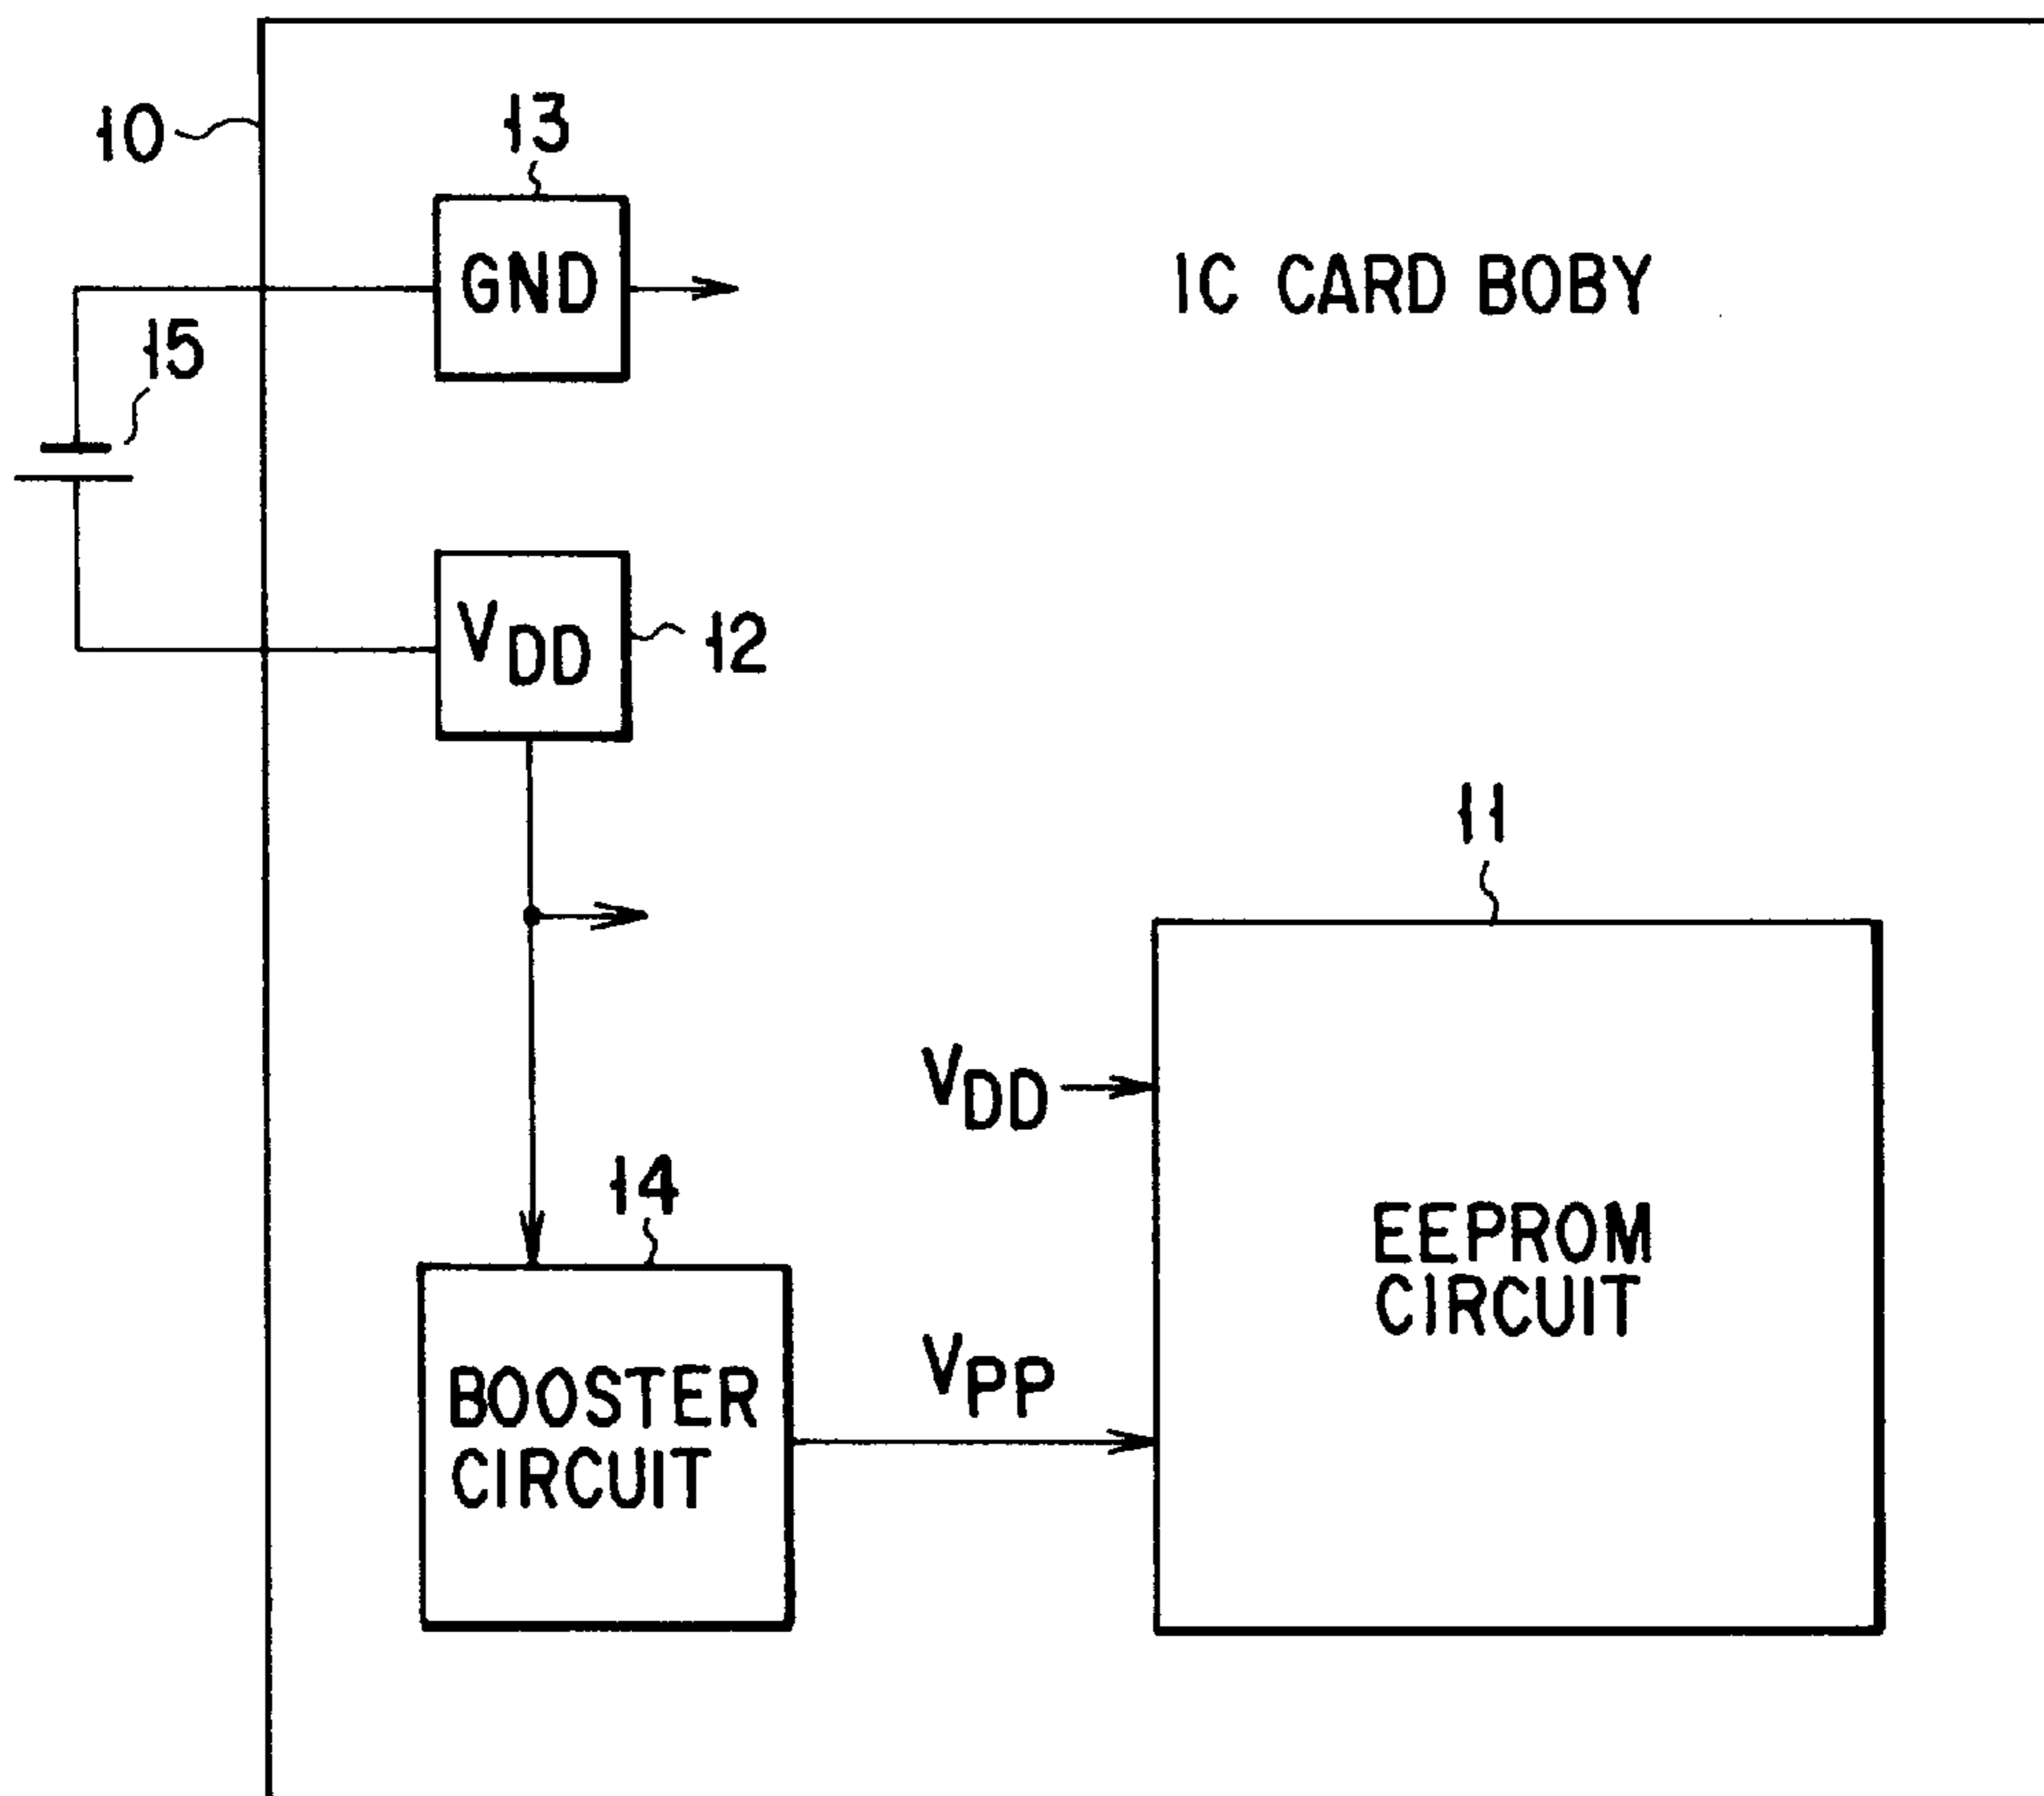 10
13
GND
IC CARD BOBY
15
VDD
12
11
VDD
14
EEPROM
CIRCUIT
VPP
BOOSTER
CIRCUIT